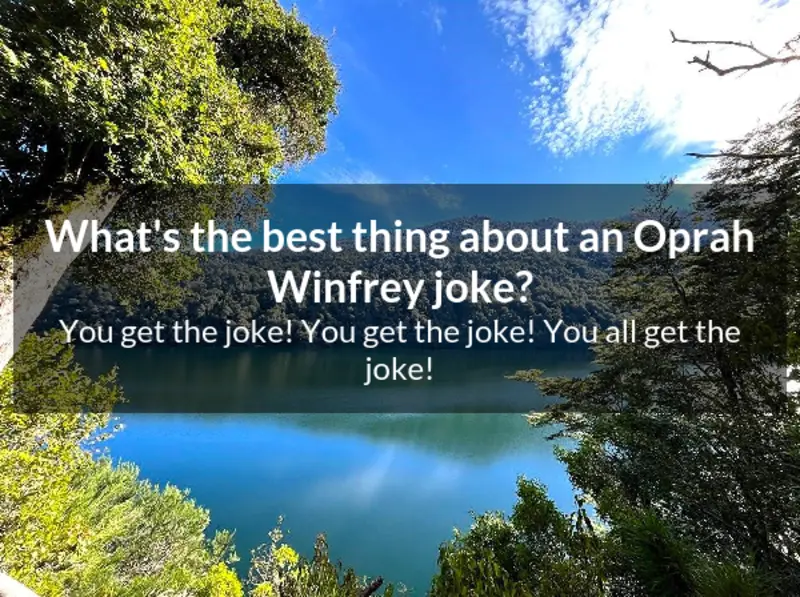 What's the best thing about an Oprah
Winfrey joke?
You get the joke! You get the joke! You all get the
joke!